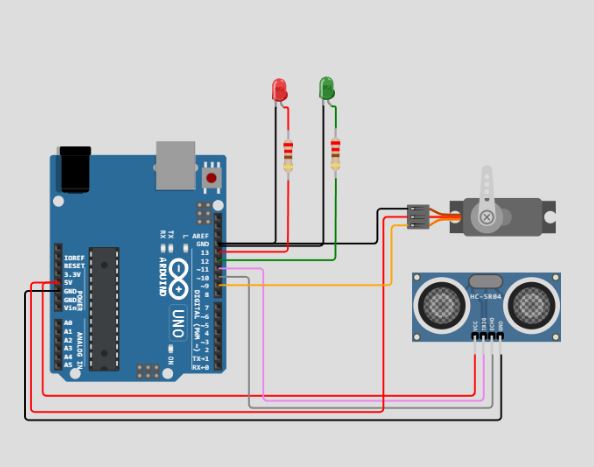 AREF
GND
13
12
~11
~10
~9
8
7
~6
~5
4
~3
2
TX→1
RX←0
DIGITAL (PWM ~)
IOREF
RESET
3.3V
5V
GND
GND
Vin
POWER
A0
A1
A2
A3
A4
A5
ANALOG IN
RX
TX
L
ARDUINO
UNO
ON
HC-SR04
VCC
TRIG
ECHO
GND